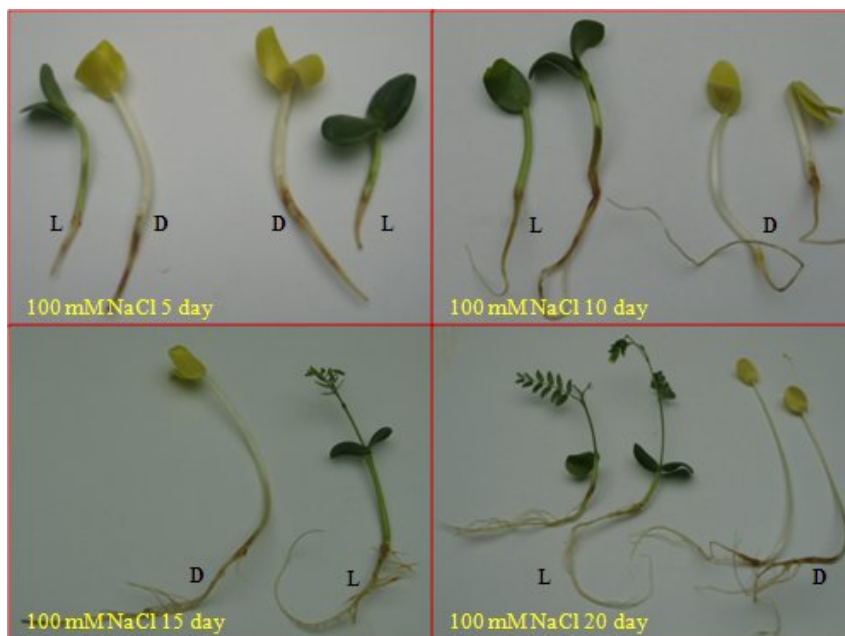 L D D L
100 mM NaCl 5 day
L D
100 mM NaCl 10 day
D L
100 mM NaCl 15 day
L D
100 mM NaCl 20 day